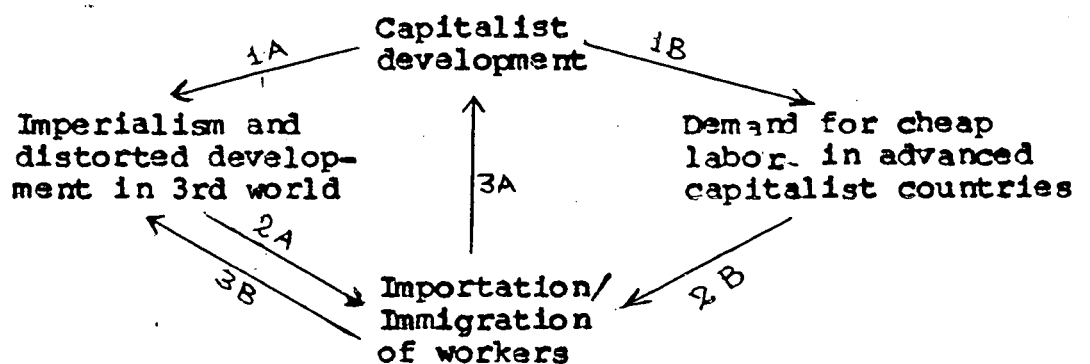 Capitalist
development
1A
1B
Imperialism and
distorted develop-
ment in 3rd world
Demand for cheap
labor in advanced
capitalist countries
3A
2A
3B
2B
Importation/
Immigration
of workers